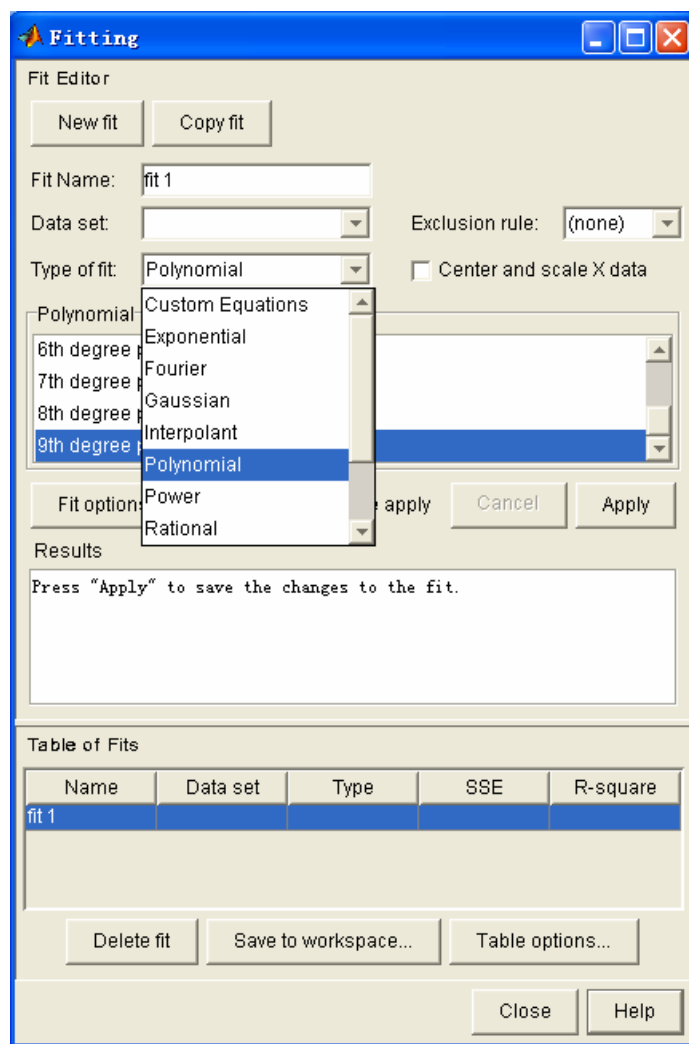 Fitting
Fit Editor
New fit Copy fit
Fit Name: fit 1
Data set: Exclusion rule: (none)
Type of fit: Polynomial Center and scale X data
Polynomial Custom Equations
Exponential
6th degree
Fourier
7th degree
Gaussian
8th degree
Interpolant
9th degree
Polynomial
Power
Fit option apply Cancel Apply
Rational
Results
Press "Apply" to save the changes to the fit.
Table of Fits
Name Data set Type SSE R-square
fit 1
Delete fit Save to workspace... Table options...
Close Help